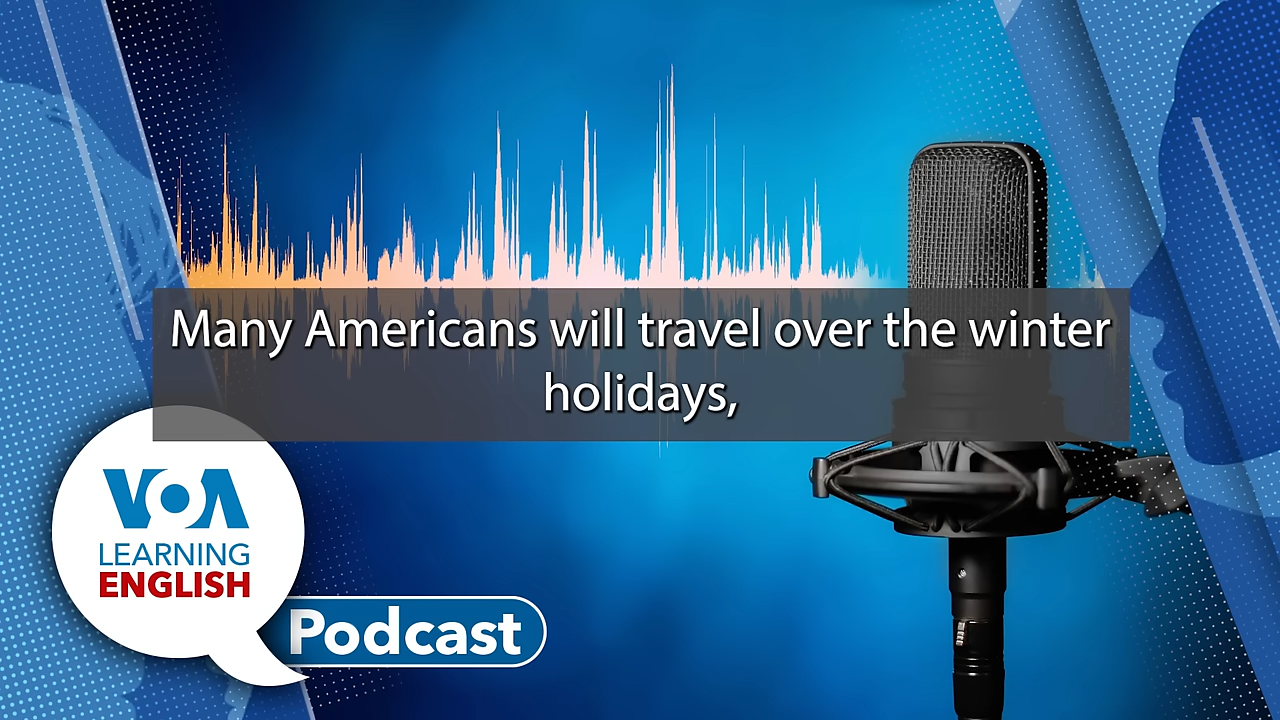 Many Americans will travel over the winter
holidays,
VOA
LEARNING
ENGLISH
Podcast